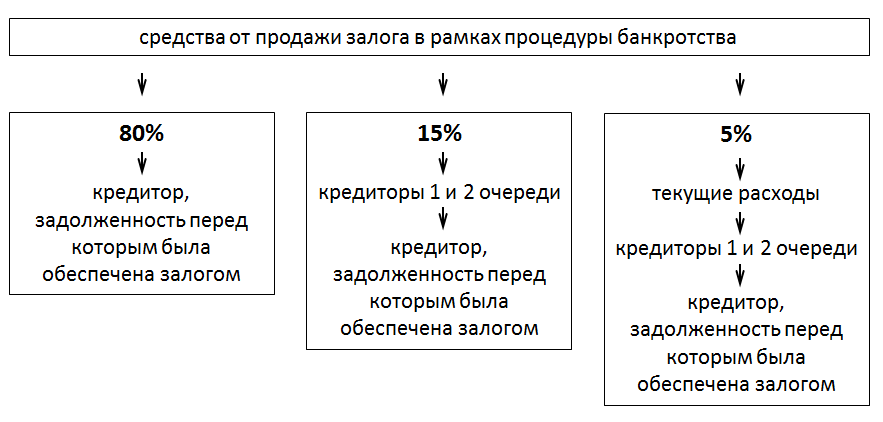 средства от продажи залога в рамках процедуры банкротства
80%
кредитор,
задолженность перед
которым была
обеспечена залогом
15%
кредиторы 1 и 2 очереди
кредитор,
задолженность перед
которым была
обеспечена залогом
5%
текущие расходы
кредиторы 1 и 2 очереди
кредитор,
задолженность перед
которым была
обеспечена залогом